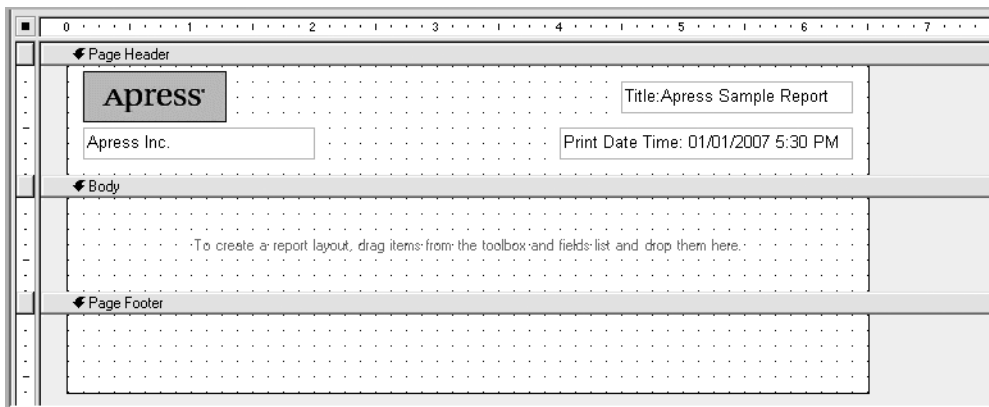 0 1 2 3 4 5 6 7
Page Header
Apress
Title:Apress Sample Report
Apress Inc.
Print Date Time: 01/01/2007 5:30 PM
Body
To create a report layout, drag items from the toolbox and fields list and drop them here.
Page Footer